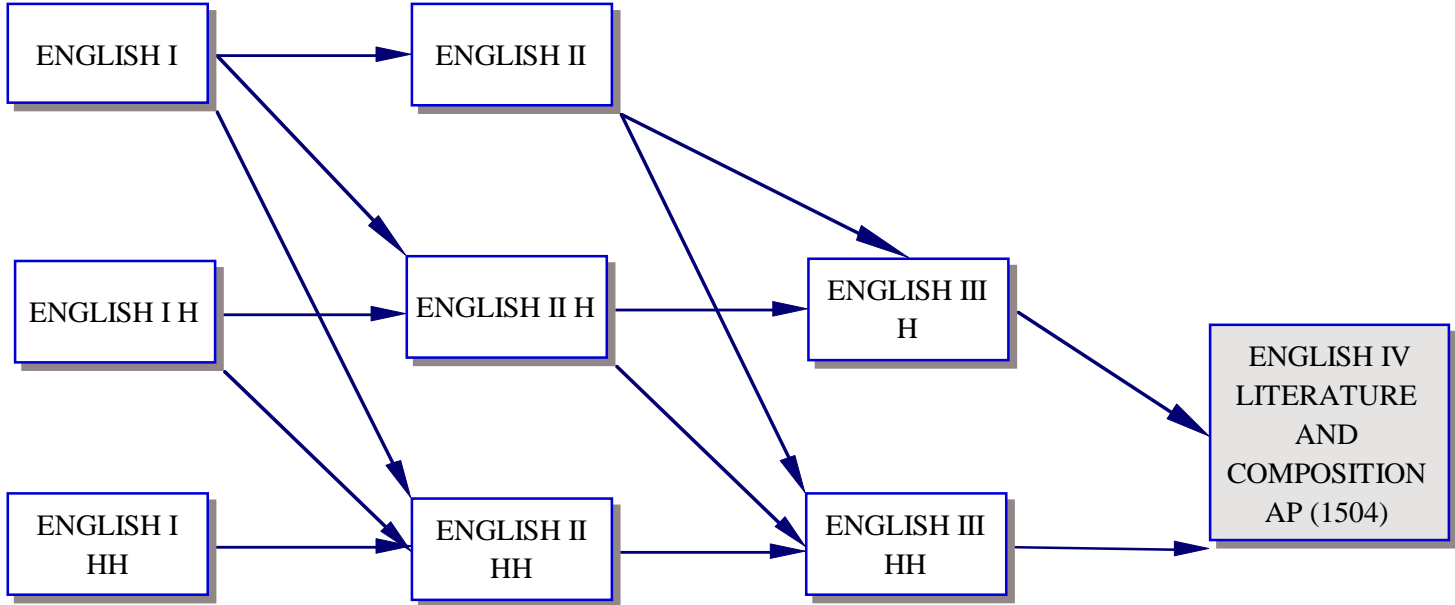 ENGLISH I
ENGLISH II
ENGLISH I H
ENGLISH II H
ENGLISH III
H
ENGLISH IV
LITERATURE
AND
COMPOSITION
AP (1504)
ENGLISH I
HH
ENGLISH II
HH
ENGLISH III
HH